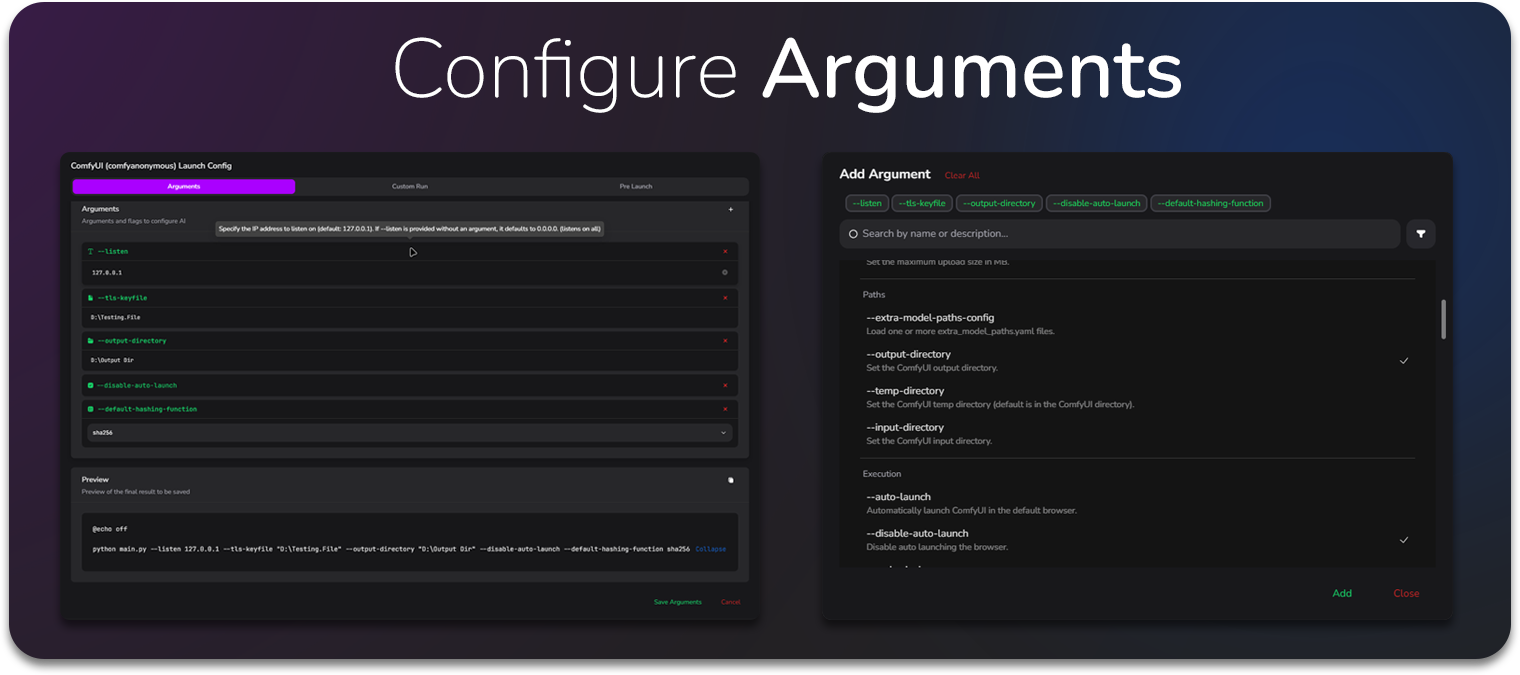 Configure Arguments
ComfyUI (comfyanonymous) Launch Config
Arguments
Custom Run
Pre Launch
Arguments
Arguments and flags to configure AI
Specify the IP address to listen on (default: 127.0.0.1). If --listen is provided without an argument, it defaults to 0.0.0.0. (listens on all)
--listen
127.0.0.1
--tls-keyfile
D:\Testing.File
--output-directory
D:\Output Dir
--disable-auto-launch
--default-hashing-function
sha256
Preview
Preview of the final result to be saved
@echo off
python main.py --listen 127.0.0.1 --tls-keyfile "D:\Testing.File" --output-directory "D:\Output Dir" --disable-auto-launch --default-hashing-function sha256 Collapse
Save Arguments
Cancel
Add Argument
Clear All
--listen
--tls-keyfile
--output-directory
--disable-auto-launch
--default-hashing-function
Search by name or description...
Set the maximum upload size in MB.
Paths
--extra-model-paths-config
Load one or more extra_model_paths.yaml files.
--output-directory
Set the ComfyUI output directory.
--temp-directory
Set the ComfyUI temp directory (default is in the ComfyUI directory).
--input-directory
Set the ComfyUI input directory.
Execution
--auto-launch
Automatically launch ComfyUI in the default browser.
--disable-auto-launch
Disable auto launching the browser.
Add
Close